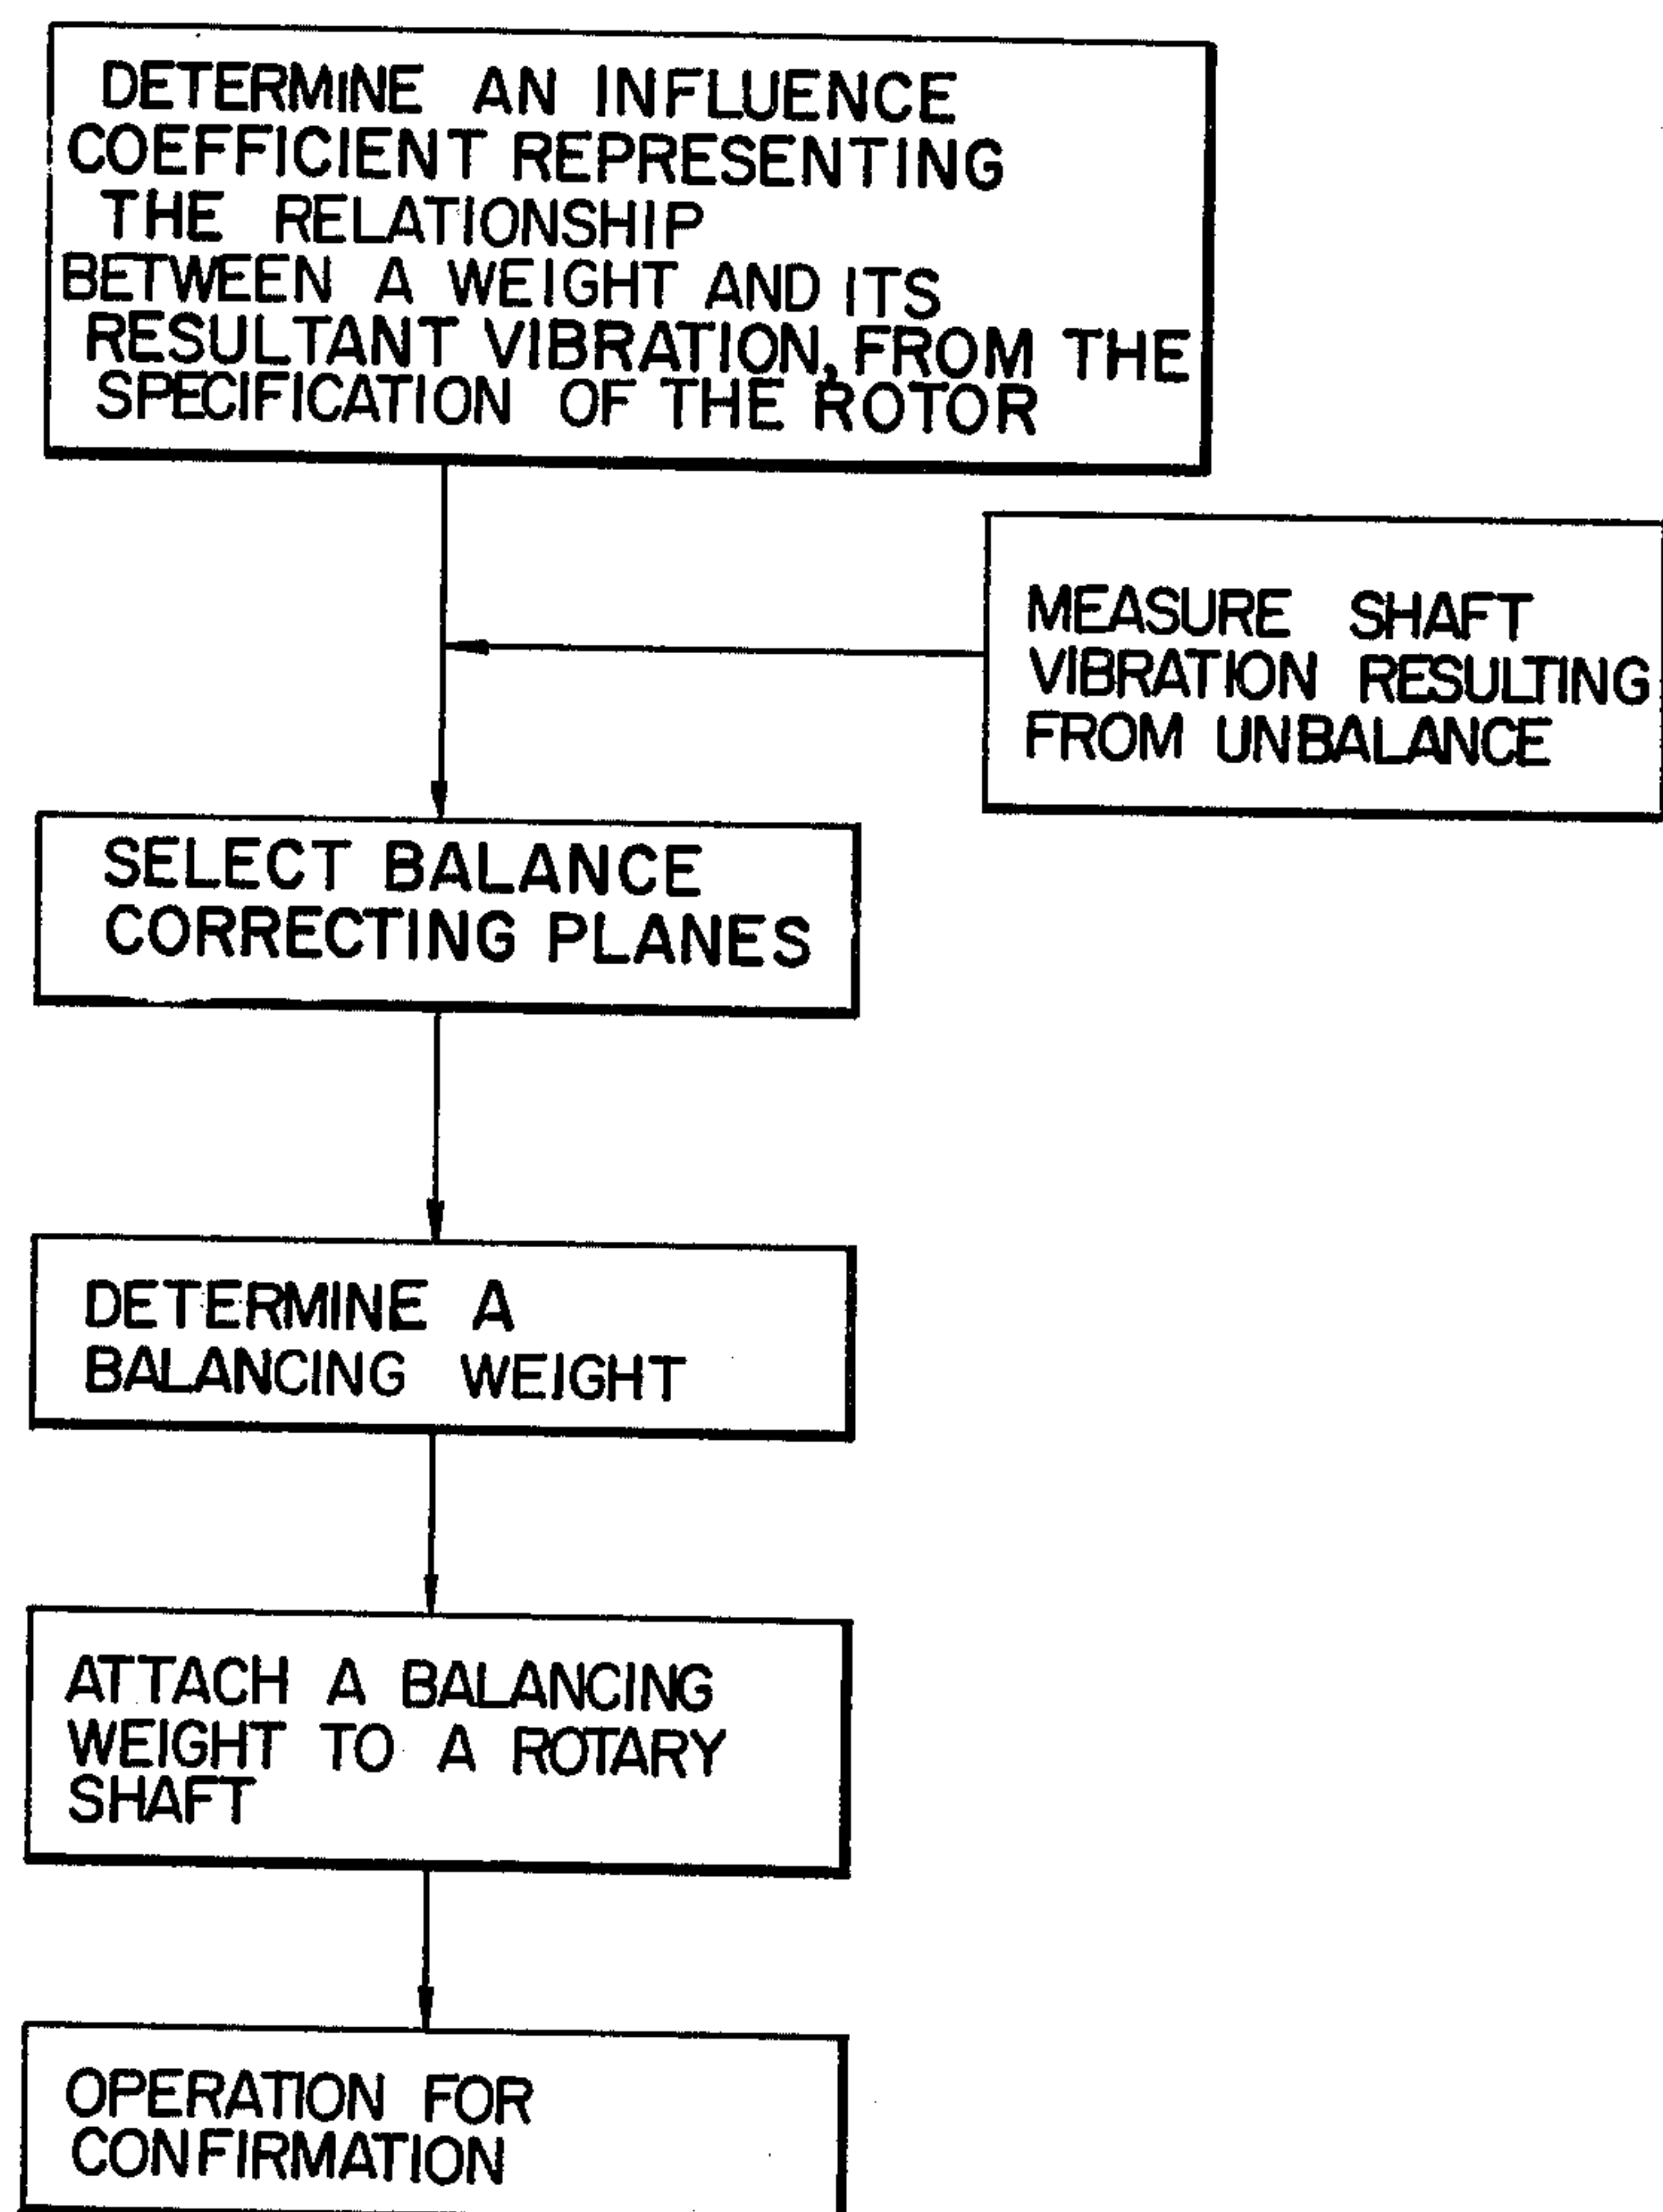 DETERMINE AN INFLUENCE
COEFFICIENT REPRESENTING
THE RELATIONSHIP
BETWEEN A WEIGHT AND ITS
RESULTANT VIBRATION, FROM THE
SPECIFICATION OF THE ROTOR
MEASURE SHAFT
VIBRATION RESULTING
FROM UNBALANCE
SELECT BALANCE
CORRECTING PLANES
DETERMINE A
BALANCING WEIGHT
ATTACH A BALANCING
WEIGHT TO A ROTARY
SHAFT
OPERATION FOR
CONFIRMATION